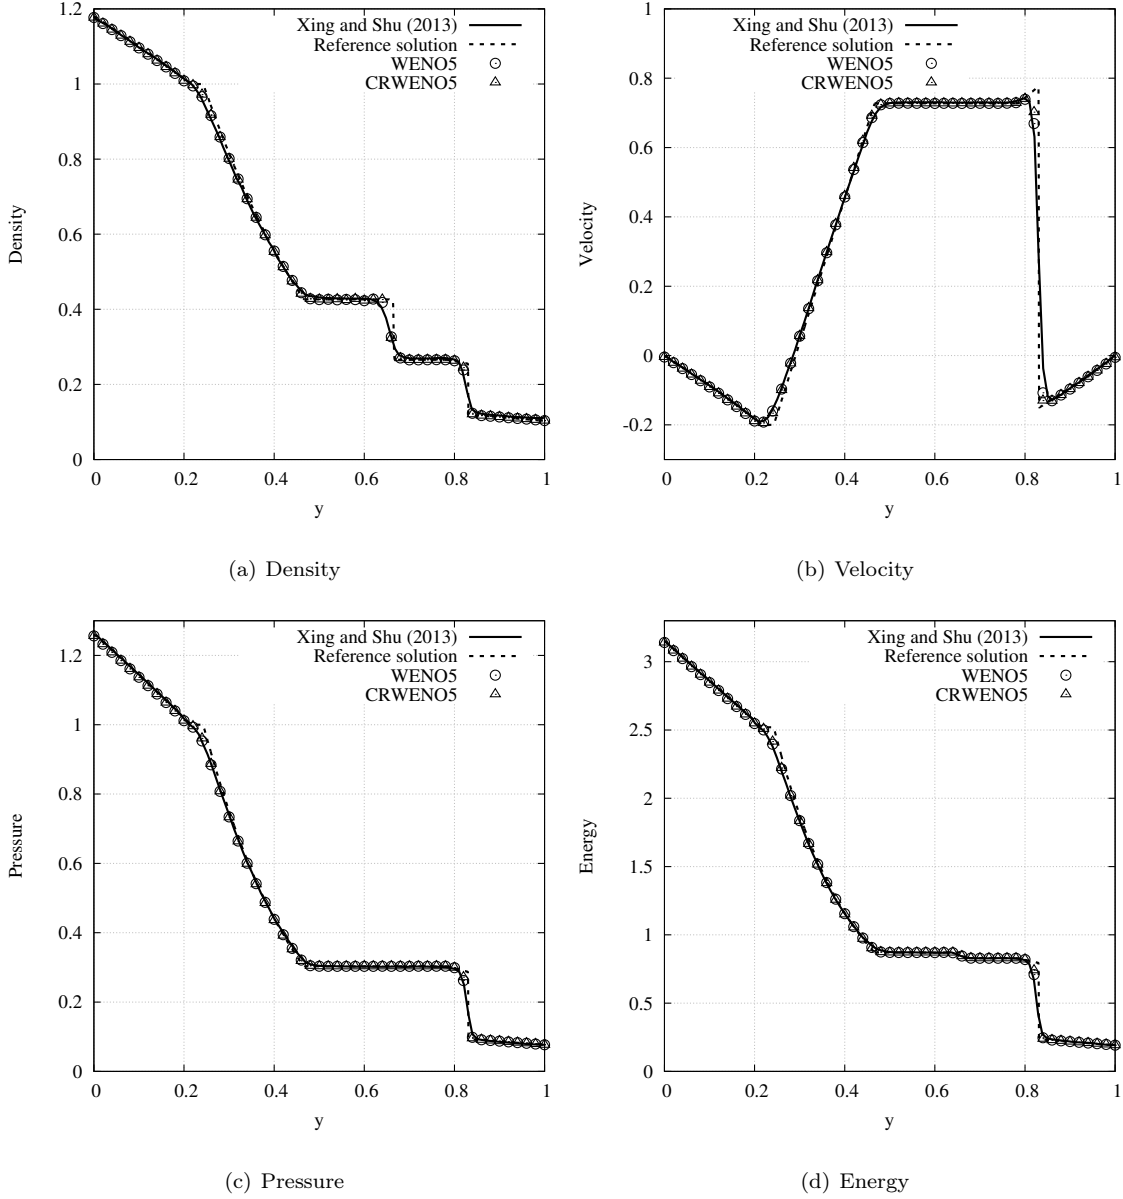 Xing and Shu (2013)
Reference solution
WENO5
CRWENO5
Density
1.2
1
0.8
0.6
0.4
0.2
0
0 0.2 0.4 0.6 0.8 1
y
(a) Density
Xing and Shu (2013)
Reference solution
WENO5
CRWENO5
Velocity
1
0.8
0.6
0.4
0.2
0
-0.2
0 0.2 0.4 0.6 0.8 1
y
(b) Velocity
Xing and Shu (2013)
Reference solution
WENO5
CRWENO5
Pressure
1.2
1
0.8
0.6
0.4
0.2
0
0 0.2 0.4 0.6 0.8 1
y
(c) Pressure
Xing and Shu (2013)
Reference solution
WENO5
CRWENO5
Energy
3
2.5
2
1.5
1
0.5
0
0 0.2 0.4 0.6 0.8 1
y
(d) Energy